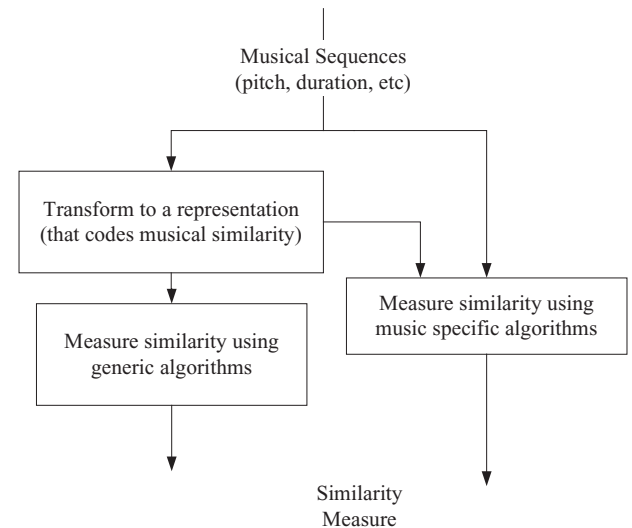 Musical Sequences
(pitch, duration, etc)
Transform to a representation
(that codes musical similarity)
Measure similarity using
generic algorithms
Measure similarity using
music specific algorithms
Similarity
Measure